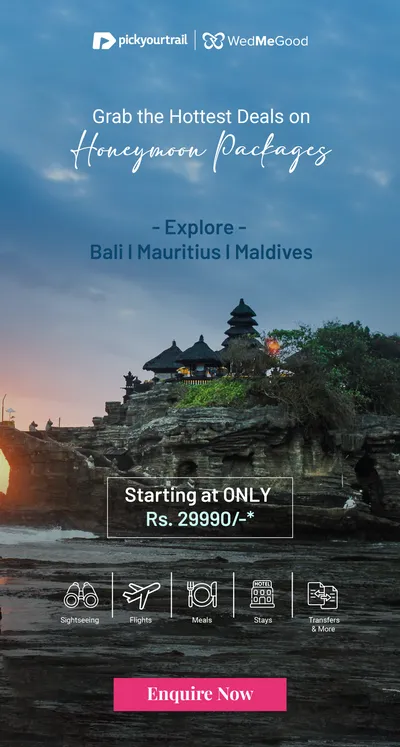 pickyourtrail | WedMeGood
Grab the Hottest Deals on
Honeymoon Packages
- Explore -
Bali I Mauritius I Maldives
Starting at ONLY
Rs. 29990/-*
HOTEL
Sightseeing Flights Meals Stays Transfers
& More
Enquire Now